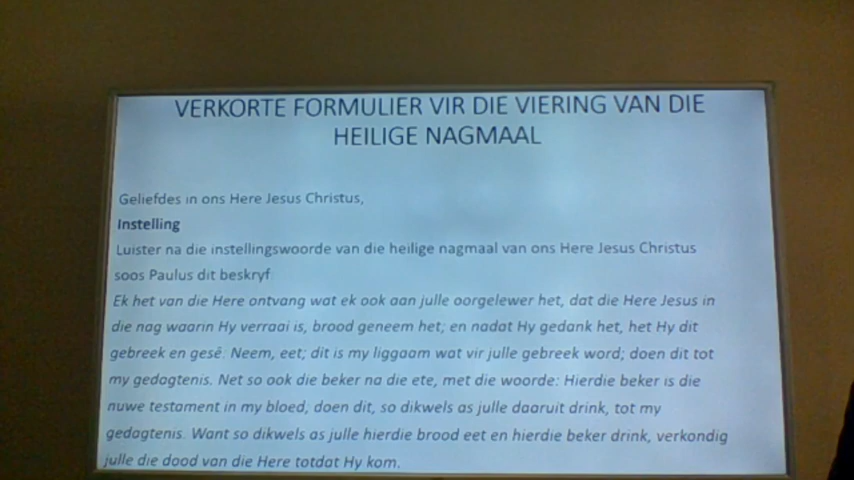 VERKORTE FORMULIER VIR DIE VIERING VAN DIE
HEILIGE NAGMAAL
Geliefdes in ons Here Jesus Christus,
Instelling
Luister na die instellingswoorde van die heilige nagmaal van ons Here Jesus Christus
soos Paulus dit beskryf:
Ek het van die Here ontvang wat ek ook aan julle oorgelewer het, dat die Here Jesus in
die nag waarin Hy verraai is, brood geneem het; en nadat Hy gedank het, het Hy dit
gebreek en gesê: Neem, eet; dit is my liggaam wat vir julle gebreek word; doen dit tot
my gedagtenis. Net so ook die beker na die ete, met die woorde: Hierdie beker is die
nuwe testament in my bloed, doen dit, so dikwels as julle daaruit drink, tot my
gedagtenis. Want so dikwels as julle hierdie brood eet en hierdie beker drink, verkondig
julle die dood van die Here totdat Hy kom.